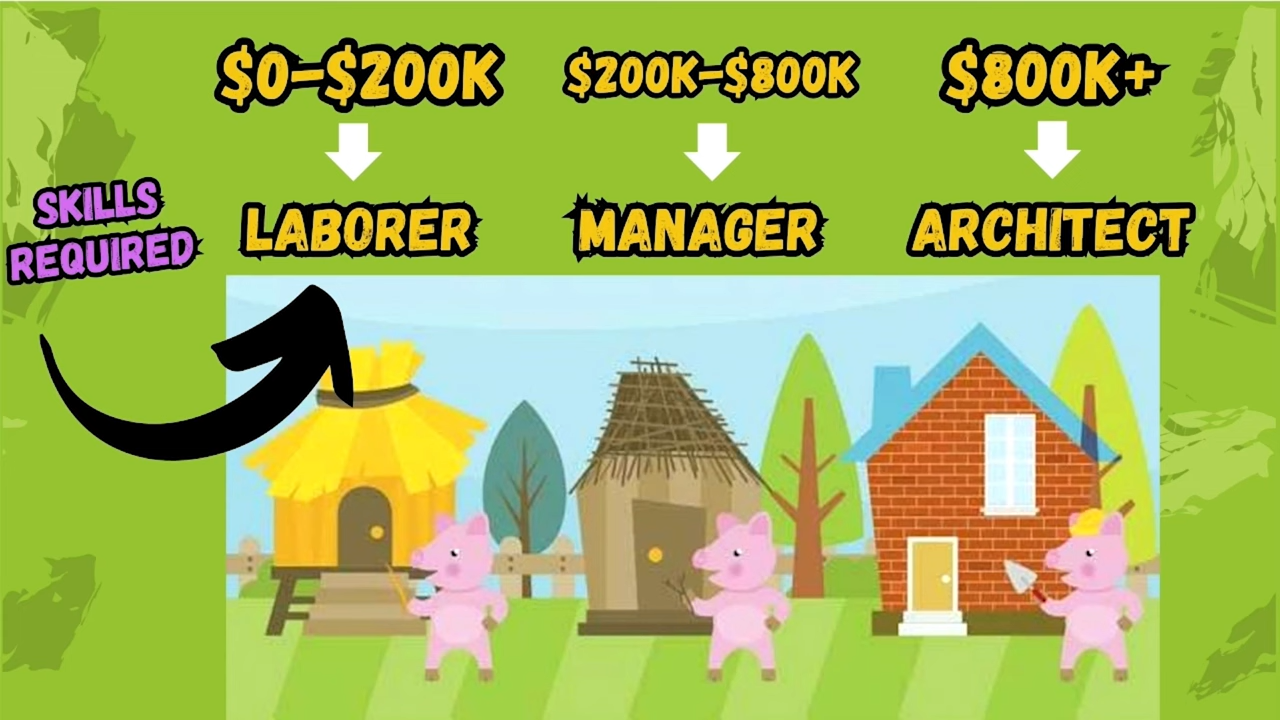 $0-$200K
$200K-$800K
$800K+
SKILLS
REQUIRED
LABORER
MANAGER
ARCHITECT